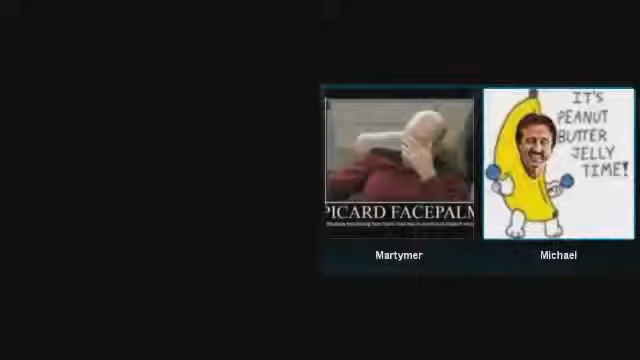 IT'S
PEANUT
BUTTER
JELLY
TIME!
PICARD FACEPALM
Martymer
Michael